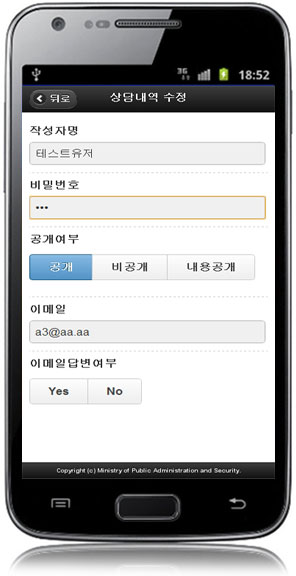 3G 18:52
뒤로 상담내역 수정
작성자명
테스트유저
비밀번호
•••
공개여부
공개 비공개 내용공개
이메일
a3@aa.aa
이메일답변여부
Yes No
Copyright (c) Ministry of Public Administration and Security.